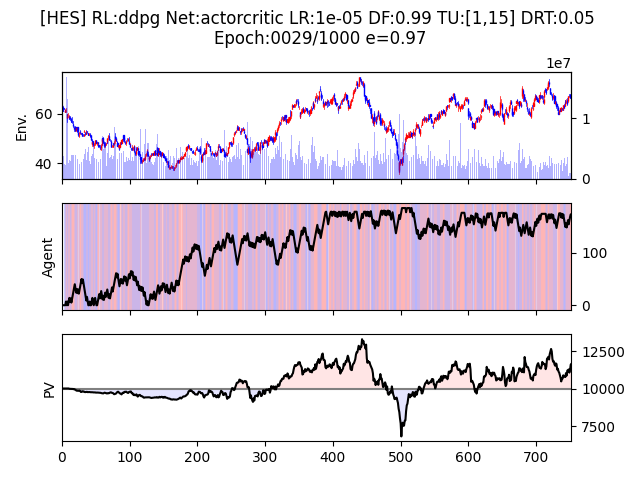 [HES] RL:ddpg Net:actorcritic LR:1e-05 DF:0.99 TU:[1,15] DRT:0.05
Epoch:0029/1000 e=0.97
1e7
Env.
60
40
1
0
Agent
100
0
PV
12500
10000
7500
0 100 200 300 400 500 600 700